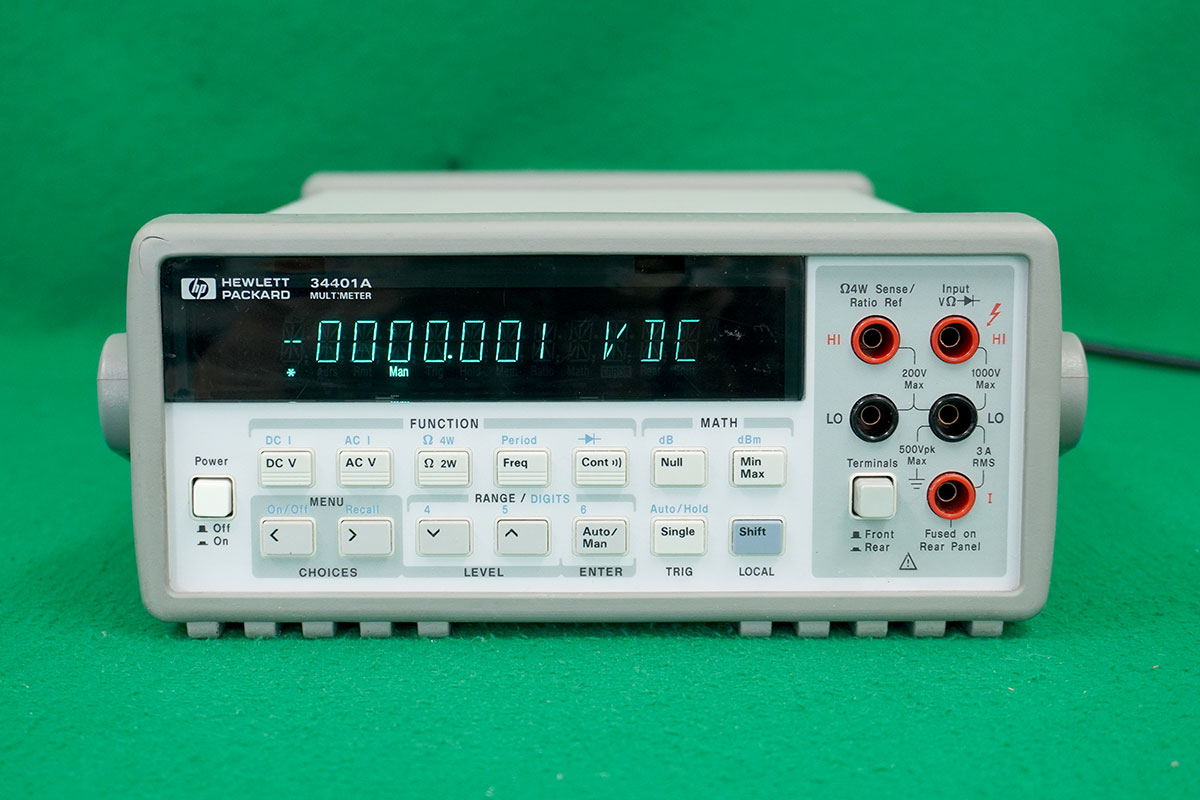 hp HEWLETT PACKARD
34401A
MULTIMETER
-0000.001 V DC
* Man
Ω4W Sense/
Ratio Ref
Input
VΩ
HI
HI
200V
Max
1000V
Max
LO
LO
500Vpk
Max
3A
RMS
Terminals
I
Front
Rear
Fused on
Rear Panel
Power
Off
On
FUNCTION
MATH
DC I
AC I
Ω 4W
Period
dB
dBm
DC V
AC V
Ω 2W
Freq
Cont
Null
Min
Max
MENU
RANGE / DIGITS
On/Off
Recall
4
5
6
Auto/Hold
<
>
Auto/
Man
Single
Shift
CHOICES
LEVEL
ENTER
TRIG
LOCAL